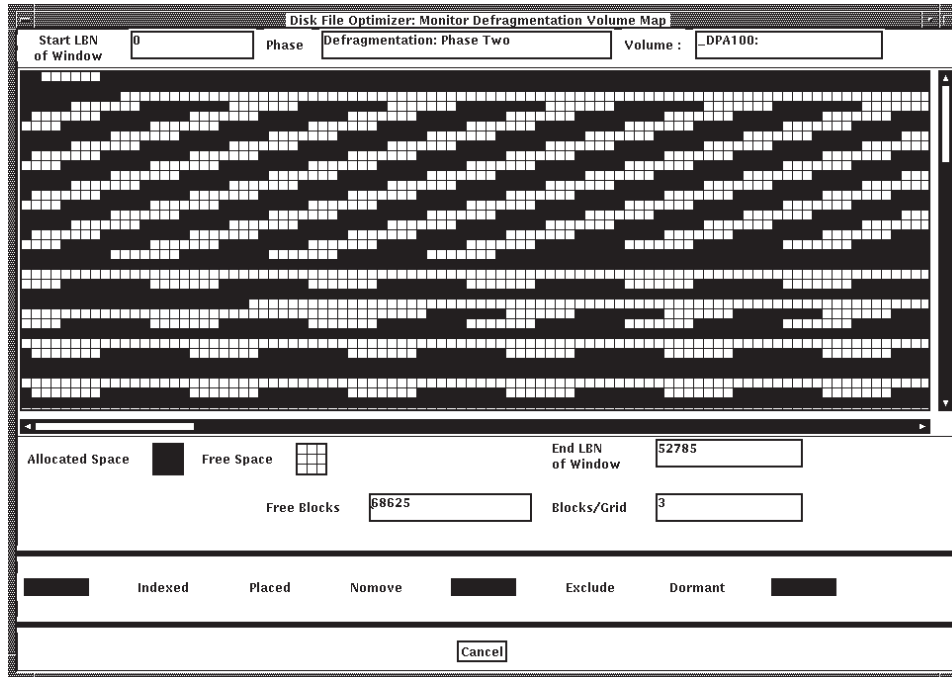 Disk File Optimizer: Monitor Defragmentation Volume Map
Start LBN of Window
0
Phase
Defragmentation: Phase Two
Volume :
_DPA100:
Allocated Space
Free Space
End LBN of Window
52785
Free Blocks
68625
Blocks/Grid
3
Indexed
Placed
Nomove
Exclude
Dormant
Cancel